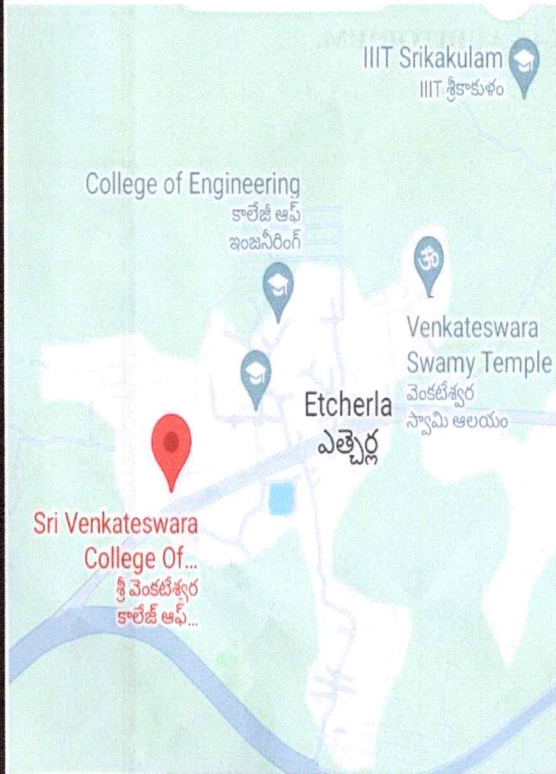 IIIT Srikakulam
IIIT శ్రీకాకుళం
College of Engineering
కాలేజీ ఆఫ్
ఇంజనీరింగ్
Venkateswara
Swamy Temple
వెంకటేశ్వర
స్వామి ఆలయం
Etcherla
ఎత్చెర్ల
Sri Venkateswara
College Of...
శ్రీ వెంకటేశ్వర
కాలేజ్ ఆఫ్...